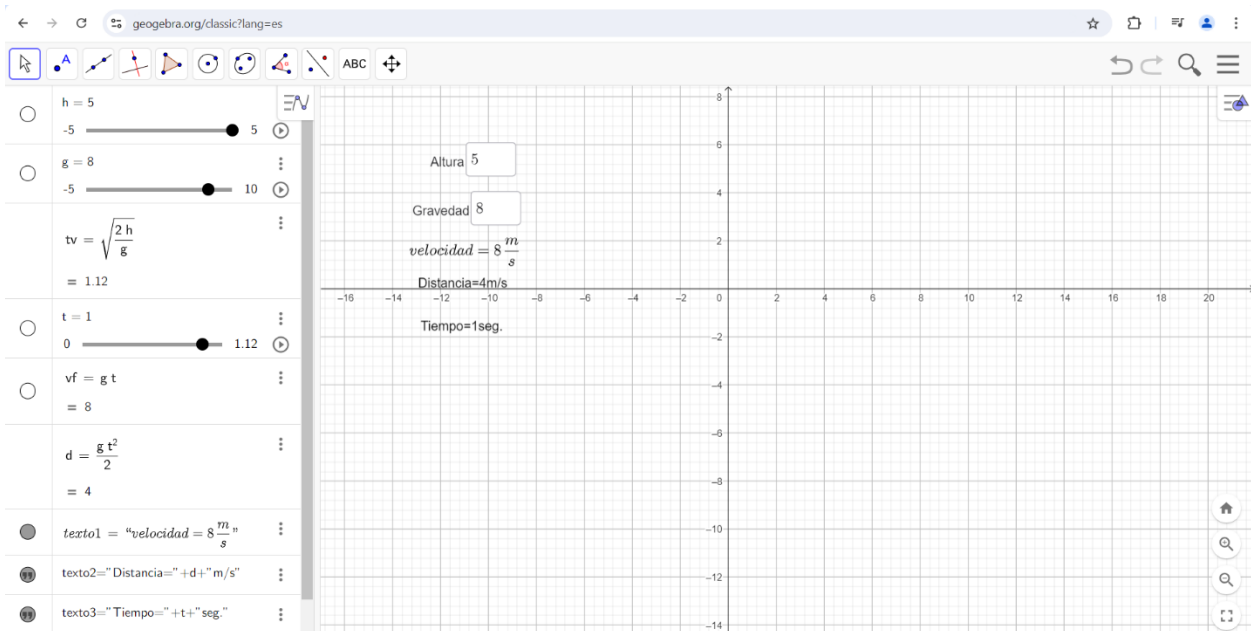 geogebra.org/classic?lang=es
A
ABC
h = 5
-5 5
g = 8
-5 10
tv = √(2 h / g)
= 1.12
t = 1
0 1.12
vf = g t
= 8
d = g t² / 2
= 4
texto1 = “velocidad = 8 m/s”
texto2="Distancia="+d+"m/s"
texto3="Tiempo="+t+"seg."
Altura 5
Gravedad 8
velocidad = 8 m/s
Distancia=4m/s
Tiempo=1seg.
8
6
4
2
-16 -14 -12 -10 -8 -6 -4 -2 0 2 4 6 8 10 12 14 16 18 20
-2
-4
-6
-8
-10
-12
-14